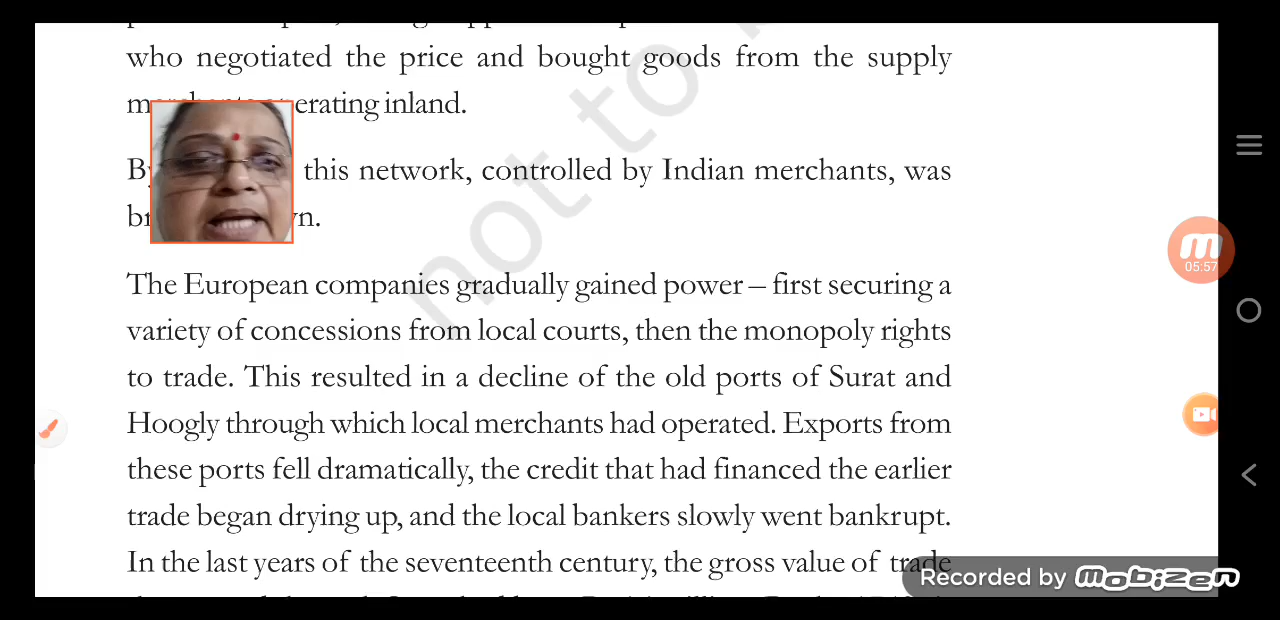 who negotiated the price and bought goods from the supply
erating inland.
this network, controlled by Indian merchants, was
The European companies gradually gained power – first securing a
variety of concessions from local courts, then the monopoly rights
to trade. This resulted in a decline of the old ports of Surat and
Hoogly through which local merchants had operated. Exports from
these ports fell dramatically, the credit that had financed the earlier
trade began drying up, and the local bankers slowly went bankrupt.
In the last years of the seventeenth century, the gross value of trade
not to
05:57
Recorded by mobizen